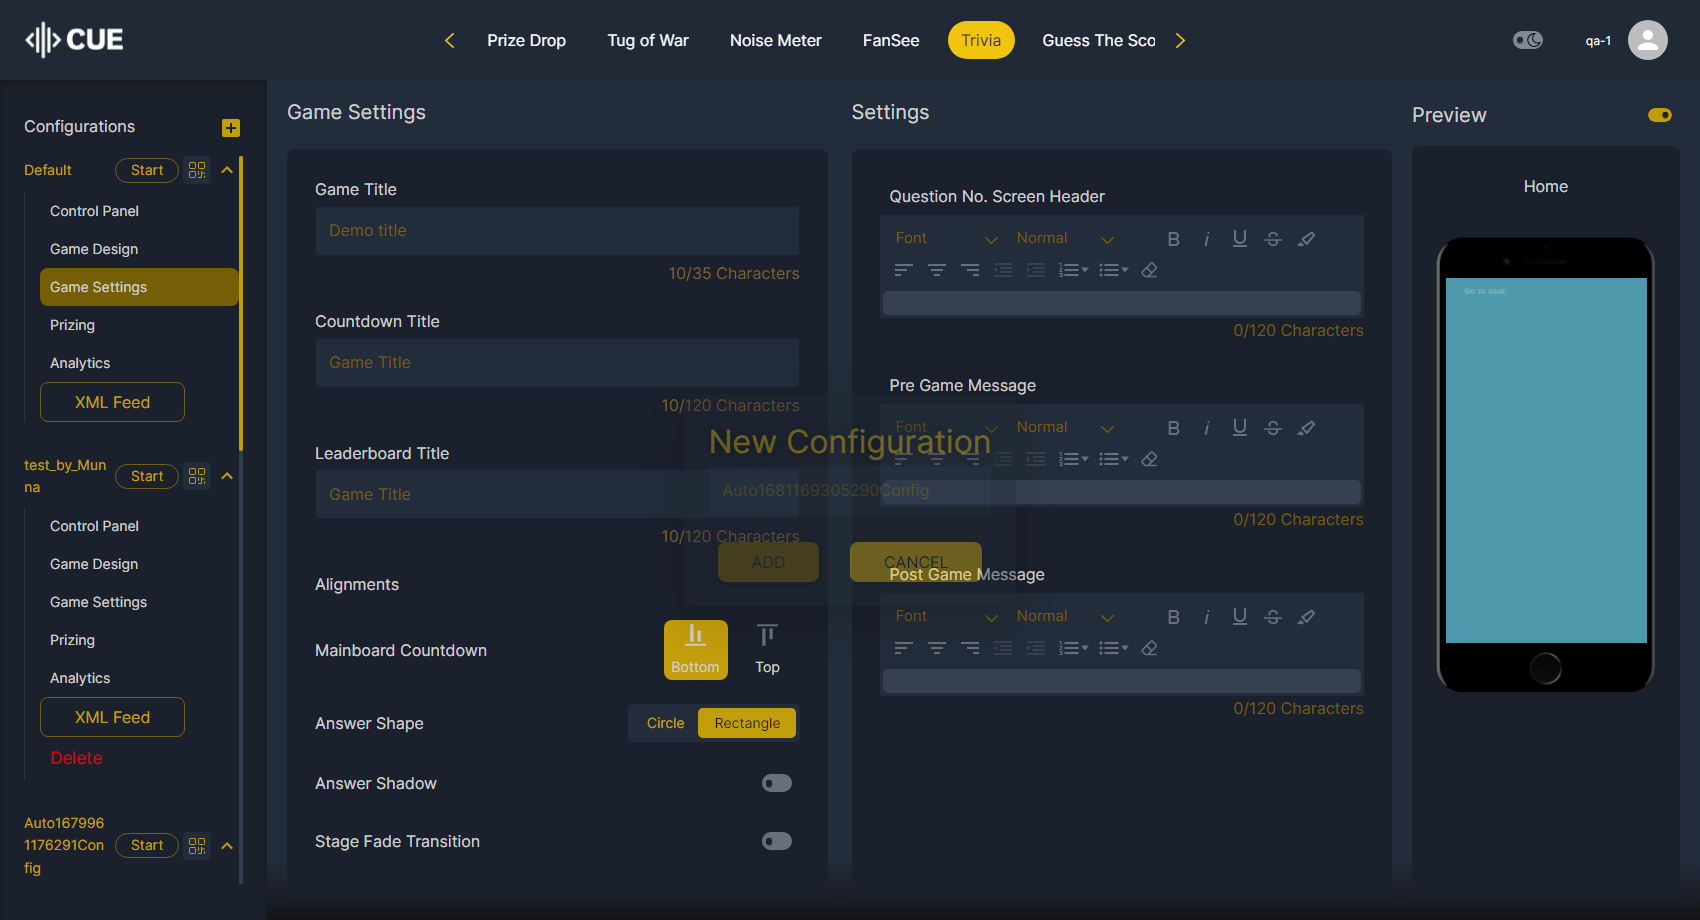 CUE
Prize Drop
Tug of War
Noise Meter
FanSee
Trivia
Guess The Sco
qa-1
Configurations
Default
Start
Control Panel
Game Design
Game Settings
Prizing
Analytics
XML Feed
test_by_Mun
na
Start
Control Panel
Game Design
Game Settings
Prizing
Analytics
XML Feed
Delete
Auto167996
1176291Con
fig
Start
Game Settings
Game Title
Demo title
10/35 Characters
Countdown Title
Game Title
10/120 Characters
Leaderboard Title
Game Title
10/120 Characters
Alignments
Mainboard Countdown
Bottom
Top
Answer Shape
Circle
Rectangle
Answer Shadow
Stage Fade Transition
New Configuration
Auto1681169305290Config
ADD
CANCEL
Settings
Question No. Screen Header
Font
Normal
B i U S
0/120 Characters
Pre Game Message
Font
Normal
B i U S
0/120 Characters
Post Game Message
Font
Normal
B i U S
0/120 Characters
Preview
Home
GO TO GAME